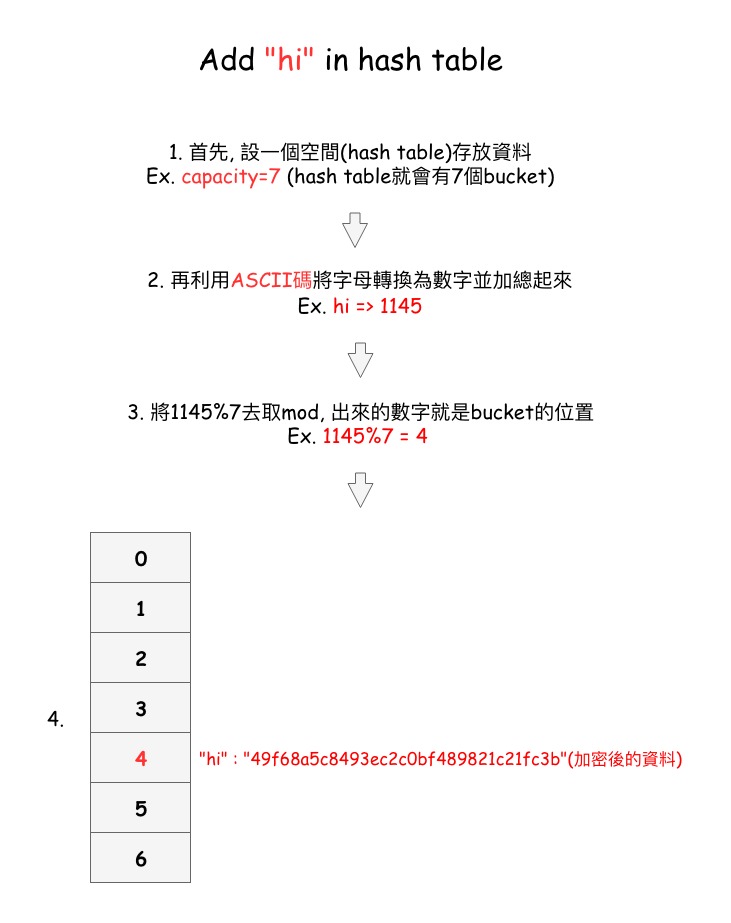 Add "hi" in hash table
1. 首先, 設一個空間(hash table)存放資料
Ex. capacity=7 (hash table就會有7個bucket)
2. 再利用ASCII碼將字母轉換為數字並加總起來
Ex. hi => 1145
3. 將1145%7去取mod, 出來的數字就是bucket的位置
Ex. 1145%7 = 4
0
1
2
3
4.
4 "hi" : "49f68a5c8493ec2c0bf489821c21fc3b"(加密後的資料)
5
6